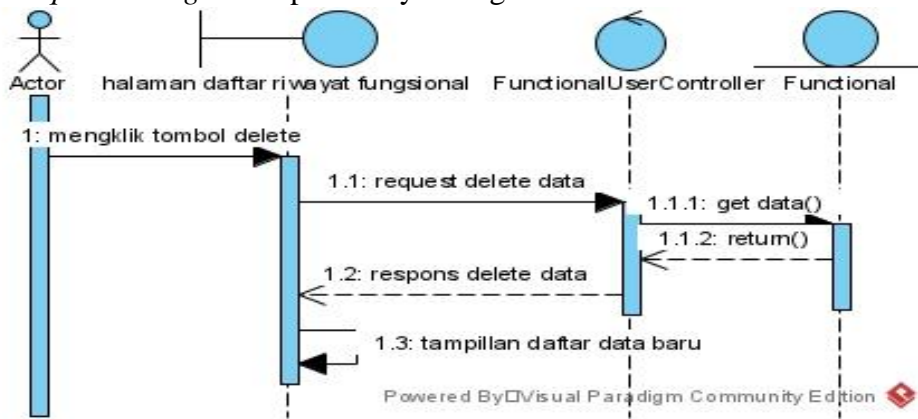 Actor
halaman daftar riwayat fungsional
FunctionalUserController
Functional
1: mengklik tombol delete
1.1: request delete data
1.1.1: get data()
1.1.2: return()
1.2: respons delete data
1.3: tampillan daftar data baru
Powered By□Visual Paradigm Community Edition